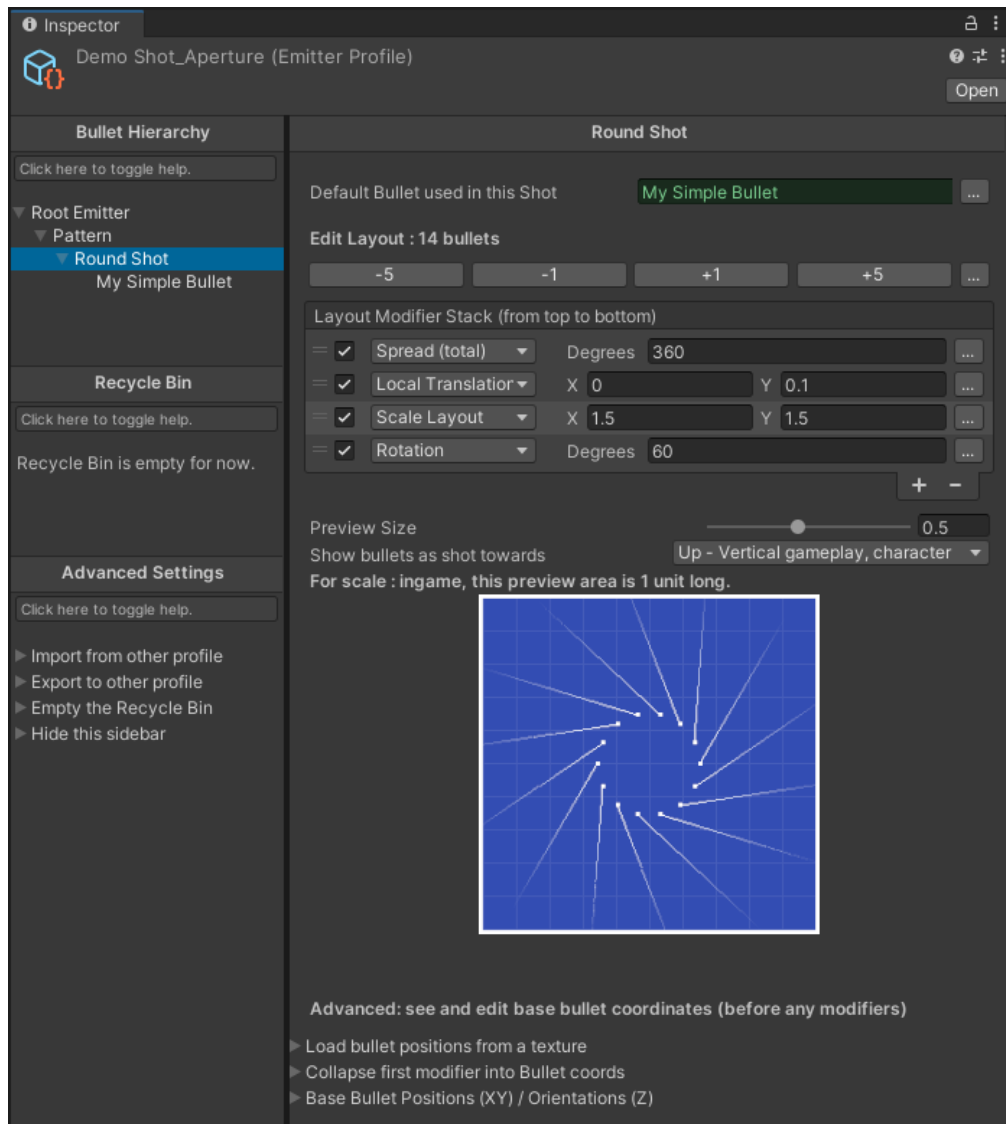 Inspector
Demo Shot_Aperture (Emitter Profile)
Open
Bullet Hierarchy
Click here to toggle help.
Root Emitter
Pattern
Round Shot
My Simple Bullet
Recycle Bin
Click here to toggle help.
Recycle Bin is empty for now.
Advanced Settings
Click here to toggle help.
Import from other profile
Export to other profile
Empty the Recycle Bin
Hide this sidebar
Round Shot
Default Bullet used in this Shot My Simple Bullet ...
Edit Layout : 14 bullets
-5 -1 +1 +5 ...
Layout Modifier Stack (from top to bottom)
Spread (total) Degrees 360 ...
Local Translation X 0 Y 0.1 ...
Scale Layout X 1.5 Y 1.5 ...
Rotation Degrees 60 ...
+ -
Preview Size 0.5
Show bullets as shot towards Up - Vertical gameplay, character
For scale : ingame, this preview area is 1 unit long.
Advanced: see and edit base bullet coordinates (before any modifiers)
Load bullet positions from a texture
Collapse first modifier into Bullet coords
Base Bullet Positions (XY) / Orientations (Z)